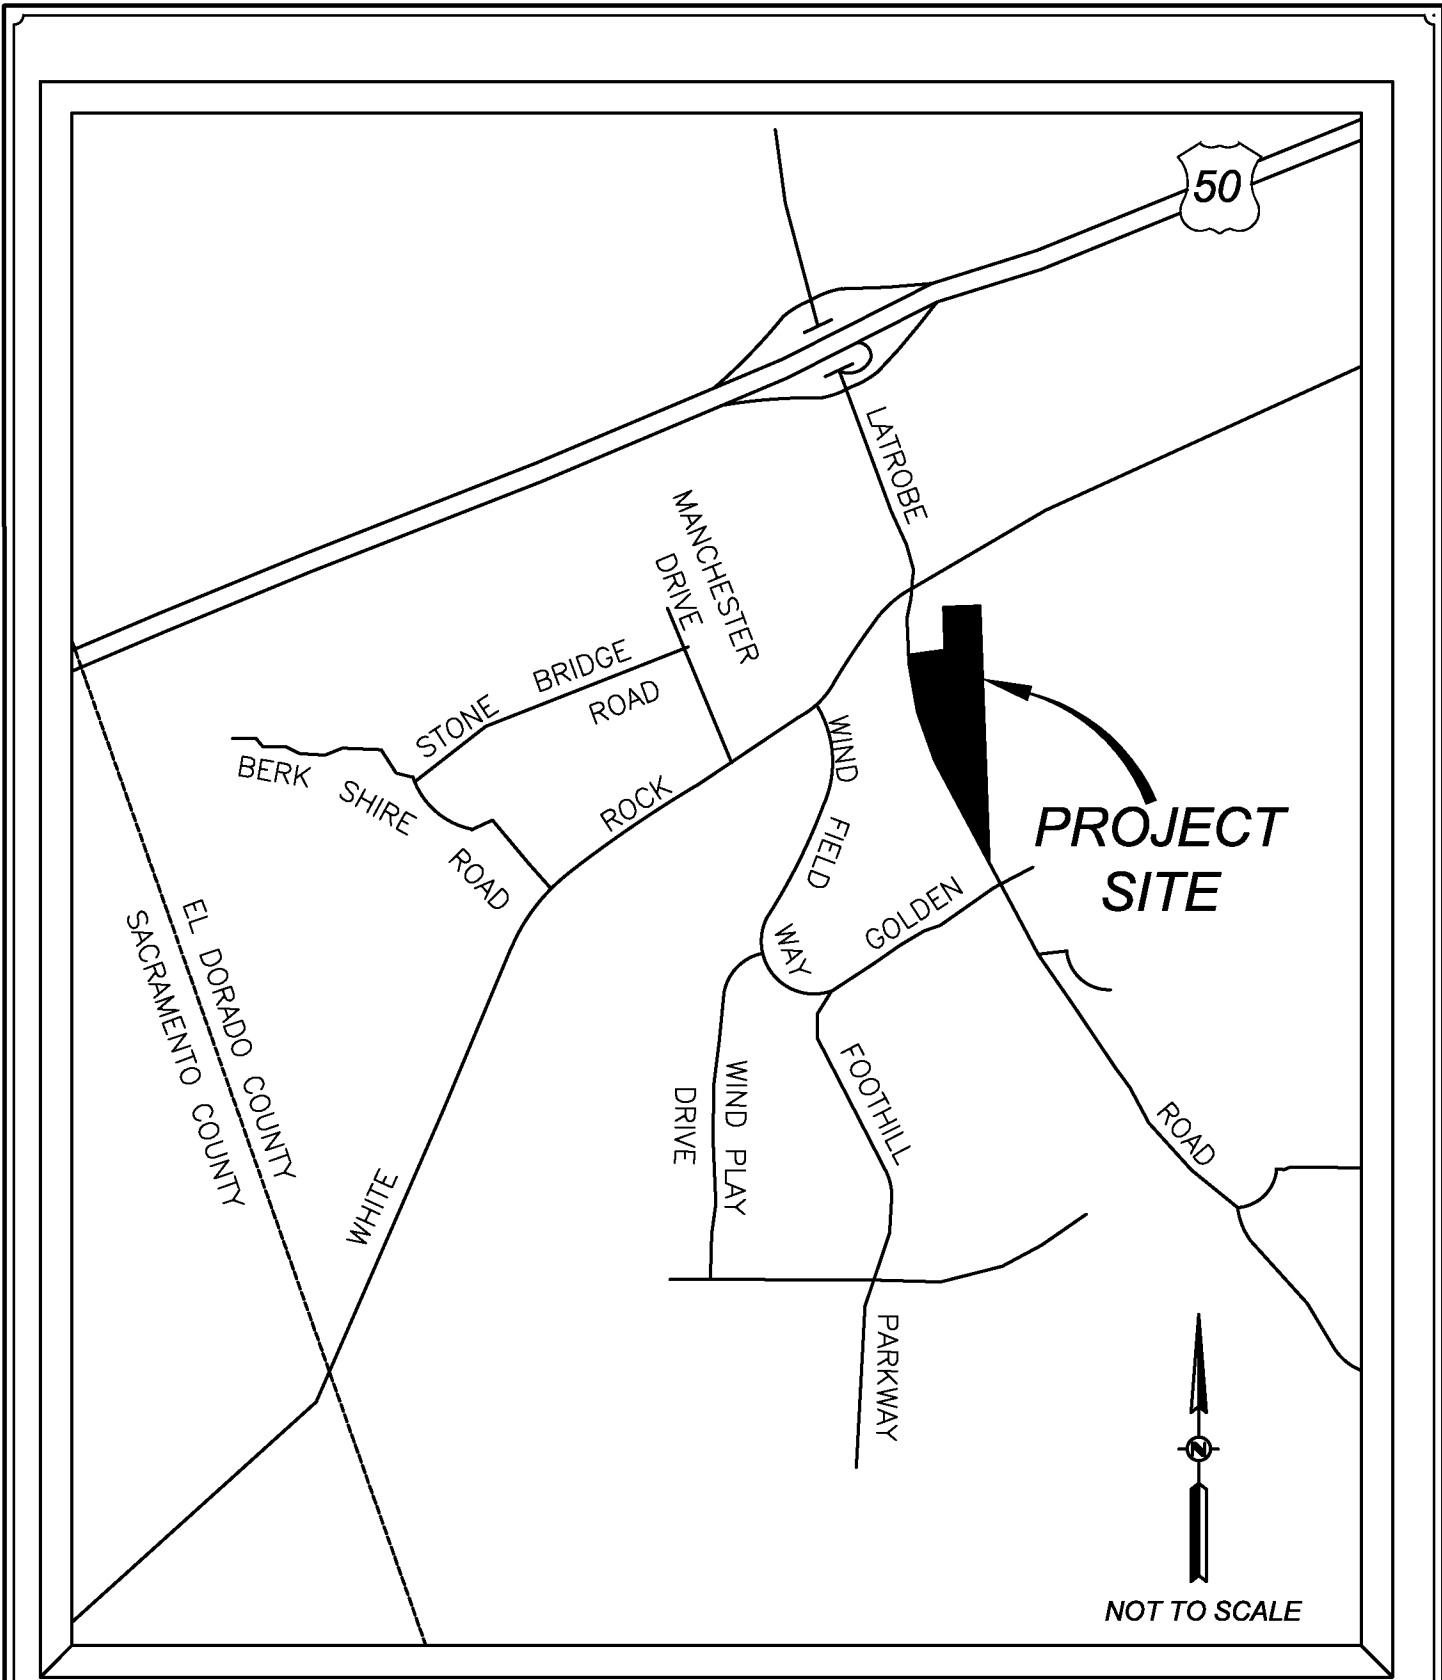 50
LATROBE
MANCHESTER
DRIVE
STONE BRIDGE
ROAD
BERK SHIRE
ROAD
ROCK
WIND
FIELD
WAY
PROJECT
SITE
GOLDEN
EL DORADO COUNTY
SACRAMENTO COUNTY
WHITE
WIND PLAY
DRIVE
FOOTHILL
ROAD
PARKWAY
N
NOT TO SCALE